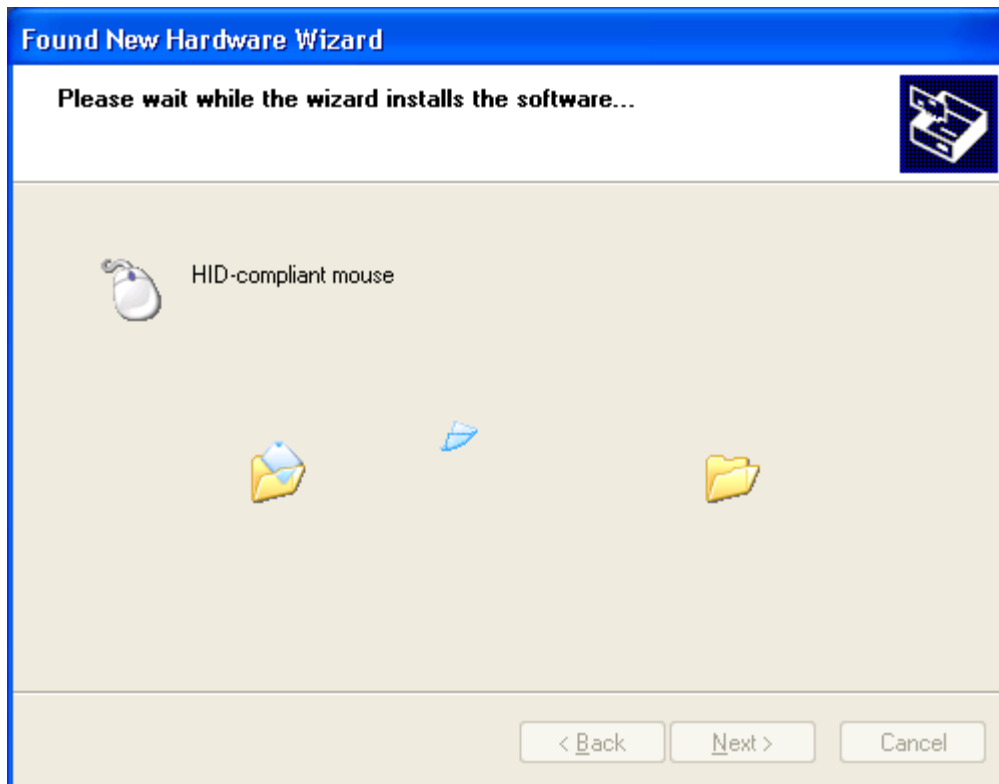 Found New Hardware Wizard
Please wait while the wizard installs the software...
HID-compliant mouse
< Back
Next >
Cancel